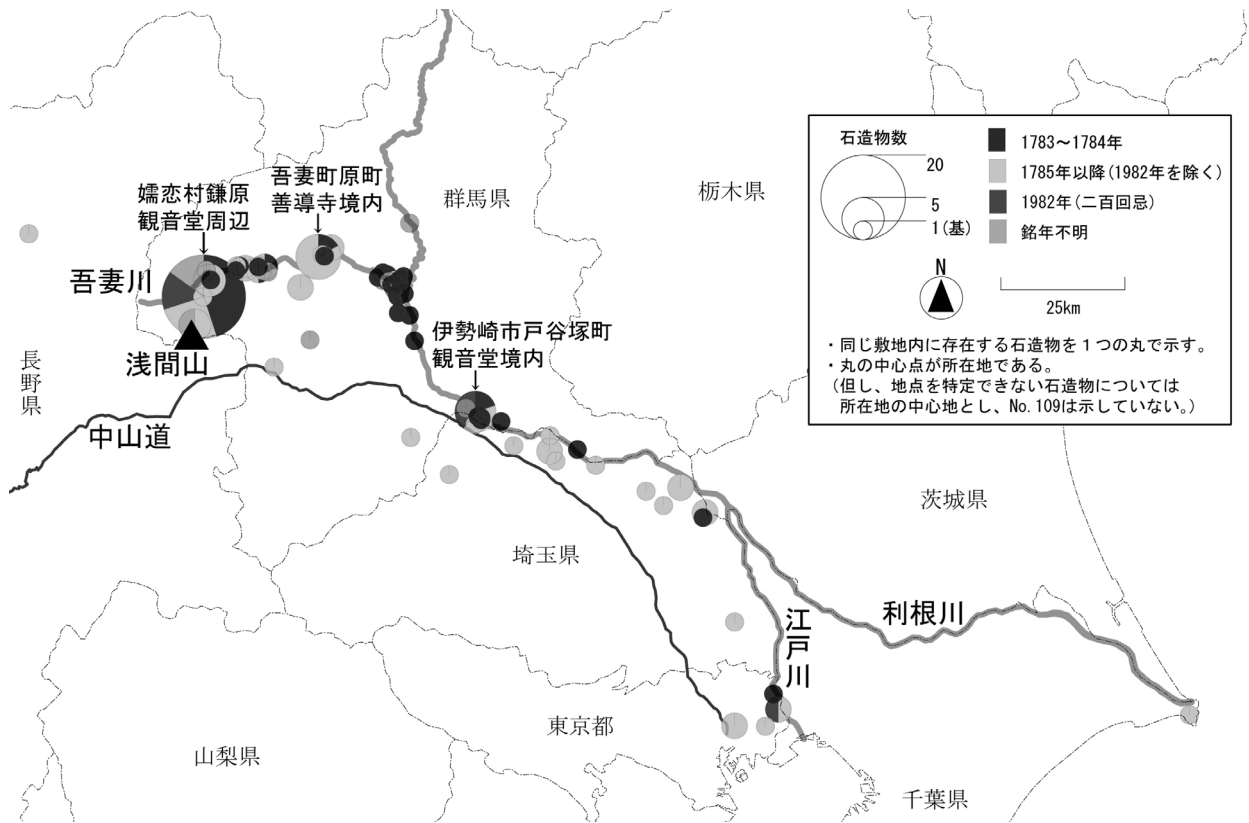 嬬恋村鎌原
観音堂周辺
吾妻町原町
善導寺境内
群馬県
栃木県
吾妻川
浅間山
長野県
中山道
伊勢崎市戸谷塚町
観音堂境内
埼玉県
茨城県
利根川
江戸川
東京都
山梨県
千葉県
石造物数
20
5
1(基)
1783～1784年
1785年以降(1982年を除く)
1982年(二百回忌)
銘年不明
N
25km
・同じ敷地内に存在する石造物を１つの丸で示す。
・丸の中心点が所在地である。
（但し、地点を特定できない石造物については
所在地の中心地とし、No.109は示していない。）